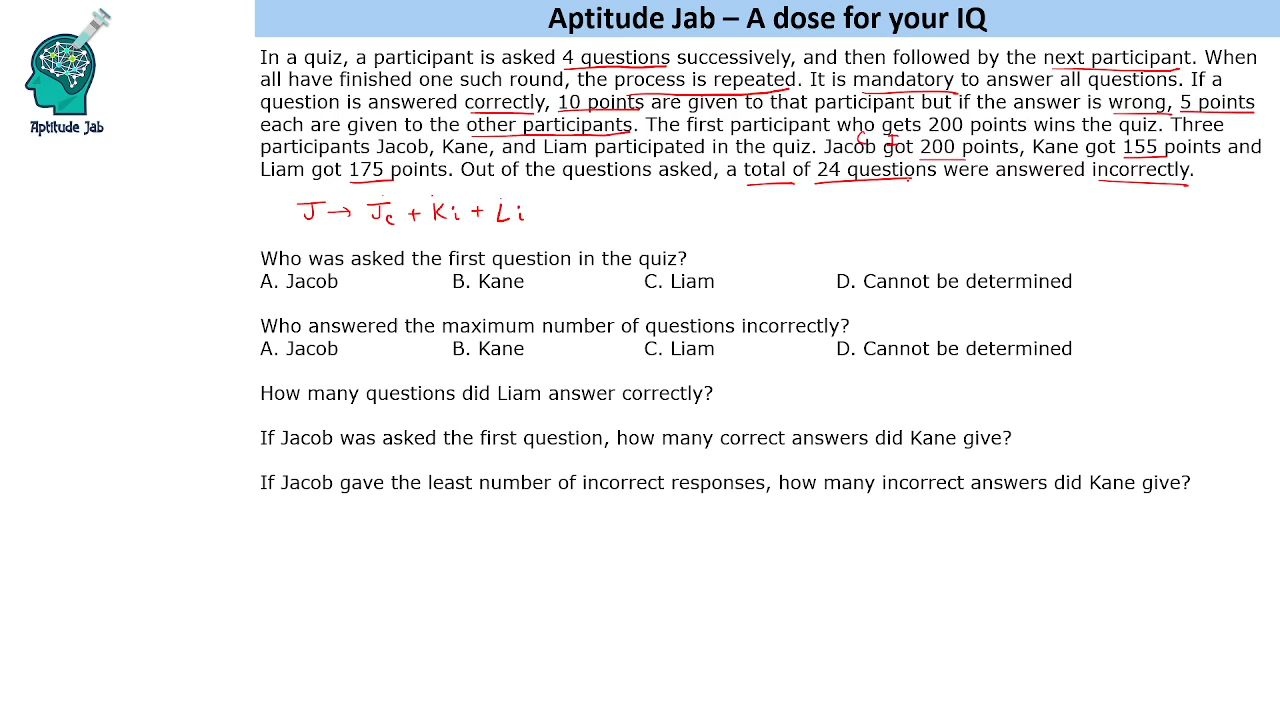 Aptitude Jab – A dose for your IQ
Aptitude Jab
In a quiz, a participant is asked 4 questions successively, and then followed by the next participant. When
all have finished one such round, the process is repeated. It is mandatory to answer all questions. If a
question is answered correctly, 10 points are given to that participant but if the answer is wrong, 5 points
each are given to the other participants. The first participant who gets 200 points wins the quiz. Three
C I
participants Jacob, Kane, and Liam participated in the quiz. Jacob got 200 points, Kane got 155 points and
Liam got 175 points. Out of the questions asked, a total of 24 questions were answered incorrectly.
J → Jc + Ki + Li
Who was asked the first question in the quiz?
A. Jacob B. Kane C. Liam D. Cannot be determined
Who answered the maximum number of questions incorrectly?
A. Jacob B. Kane C. Liam D. Cannot be determined
How many questions did Liam answer correctly?
If Jacob was asked the first question, how many correct answers did Kane give?
If Jacob gave the least number of incorrect responses, how many incorrect answers did Kane give?